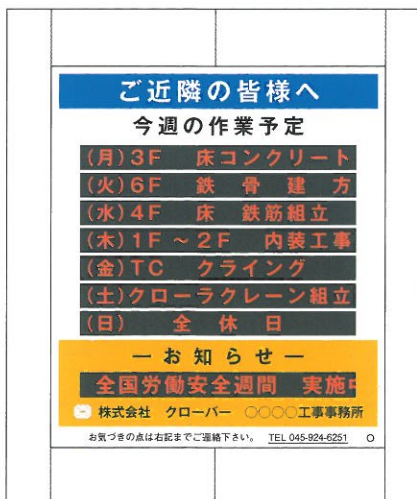 ご近隣の皆様へ
今週の作業予定
(月)3F 床コンクリート
(火)6F 鉄骨建方
(水)4F 床 鉄筋組立
(木)1F～2F 内装工事
(金)TC クライング
(土)クローラクレーン組立
(日) 全休日
―お知らせ―
全国労働安全週間 実施中
株式会社 クローバー 〇〇〇〇工事事務所
お気づきの点は右記までご連絡下さい。 TEL 045-924-6251